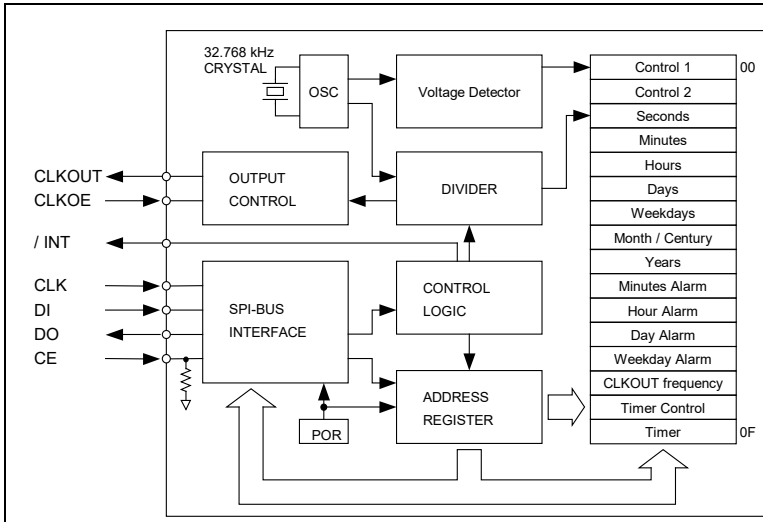 32.768 kHz
CRYSTAL
OSC
Voltage Detector
Control 1
00
Control 2
Seconds
Minutes
Hours
Days
Weekdays
Month / Century
Years
Minutes Alarm
Hour Alarm
Day Alarm
Weekday Alarm
CLKOUT frequency
Timer Control
Timer
0F
CLKOUT
CLKOE
OUTPUT
CONTROL
DIVIDER
/ INT
CLK
DI
DO
CE
SPI-BUS
INTERFACE
CONTROL
LOGIC
ADDRESS
REGISTER
POR